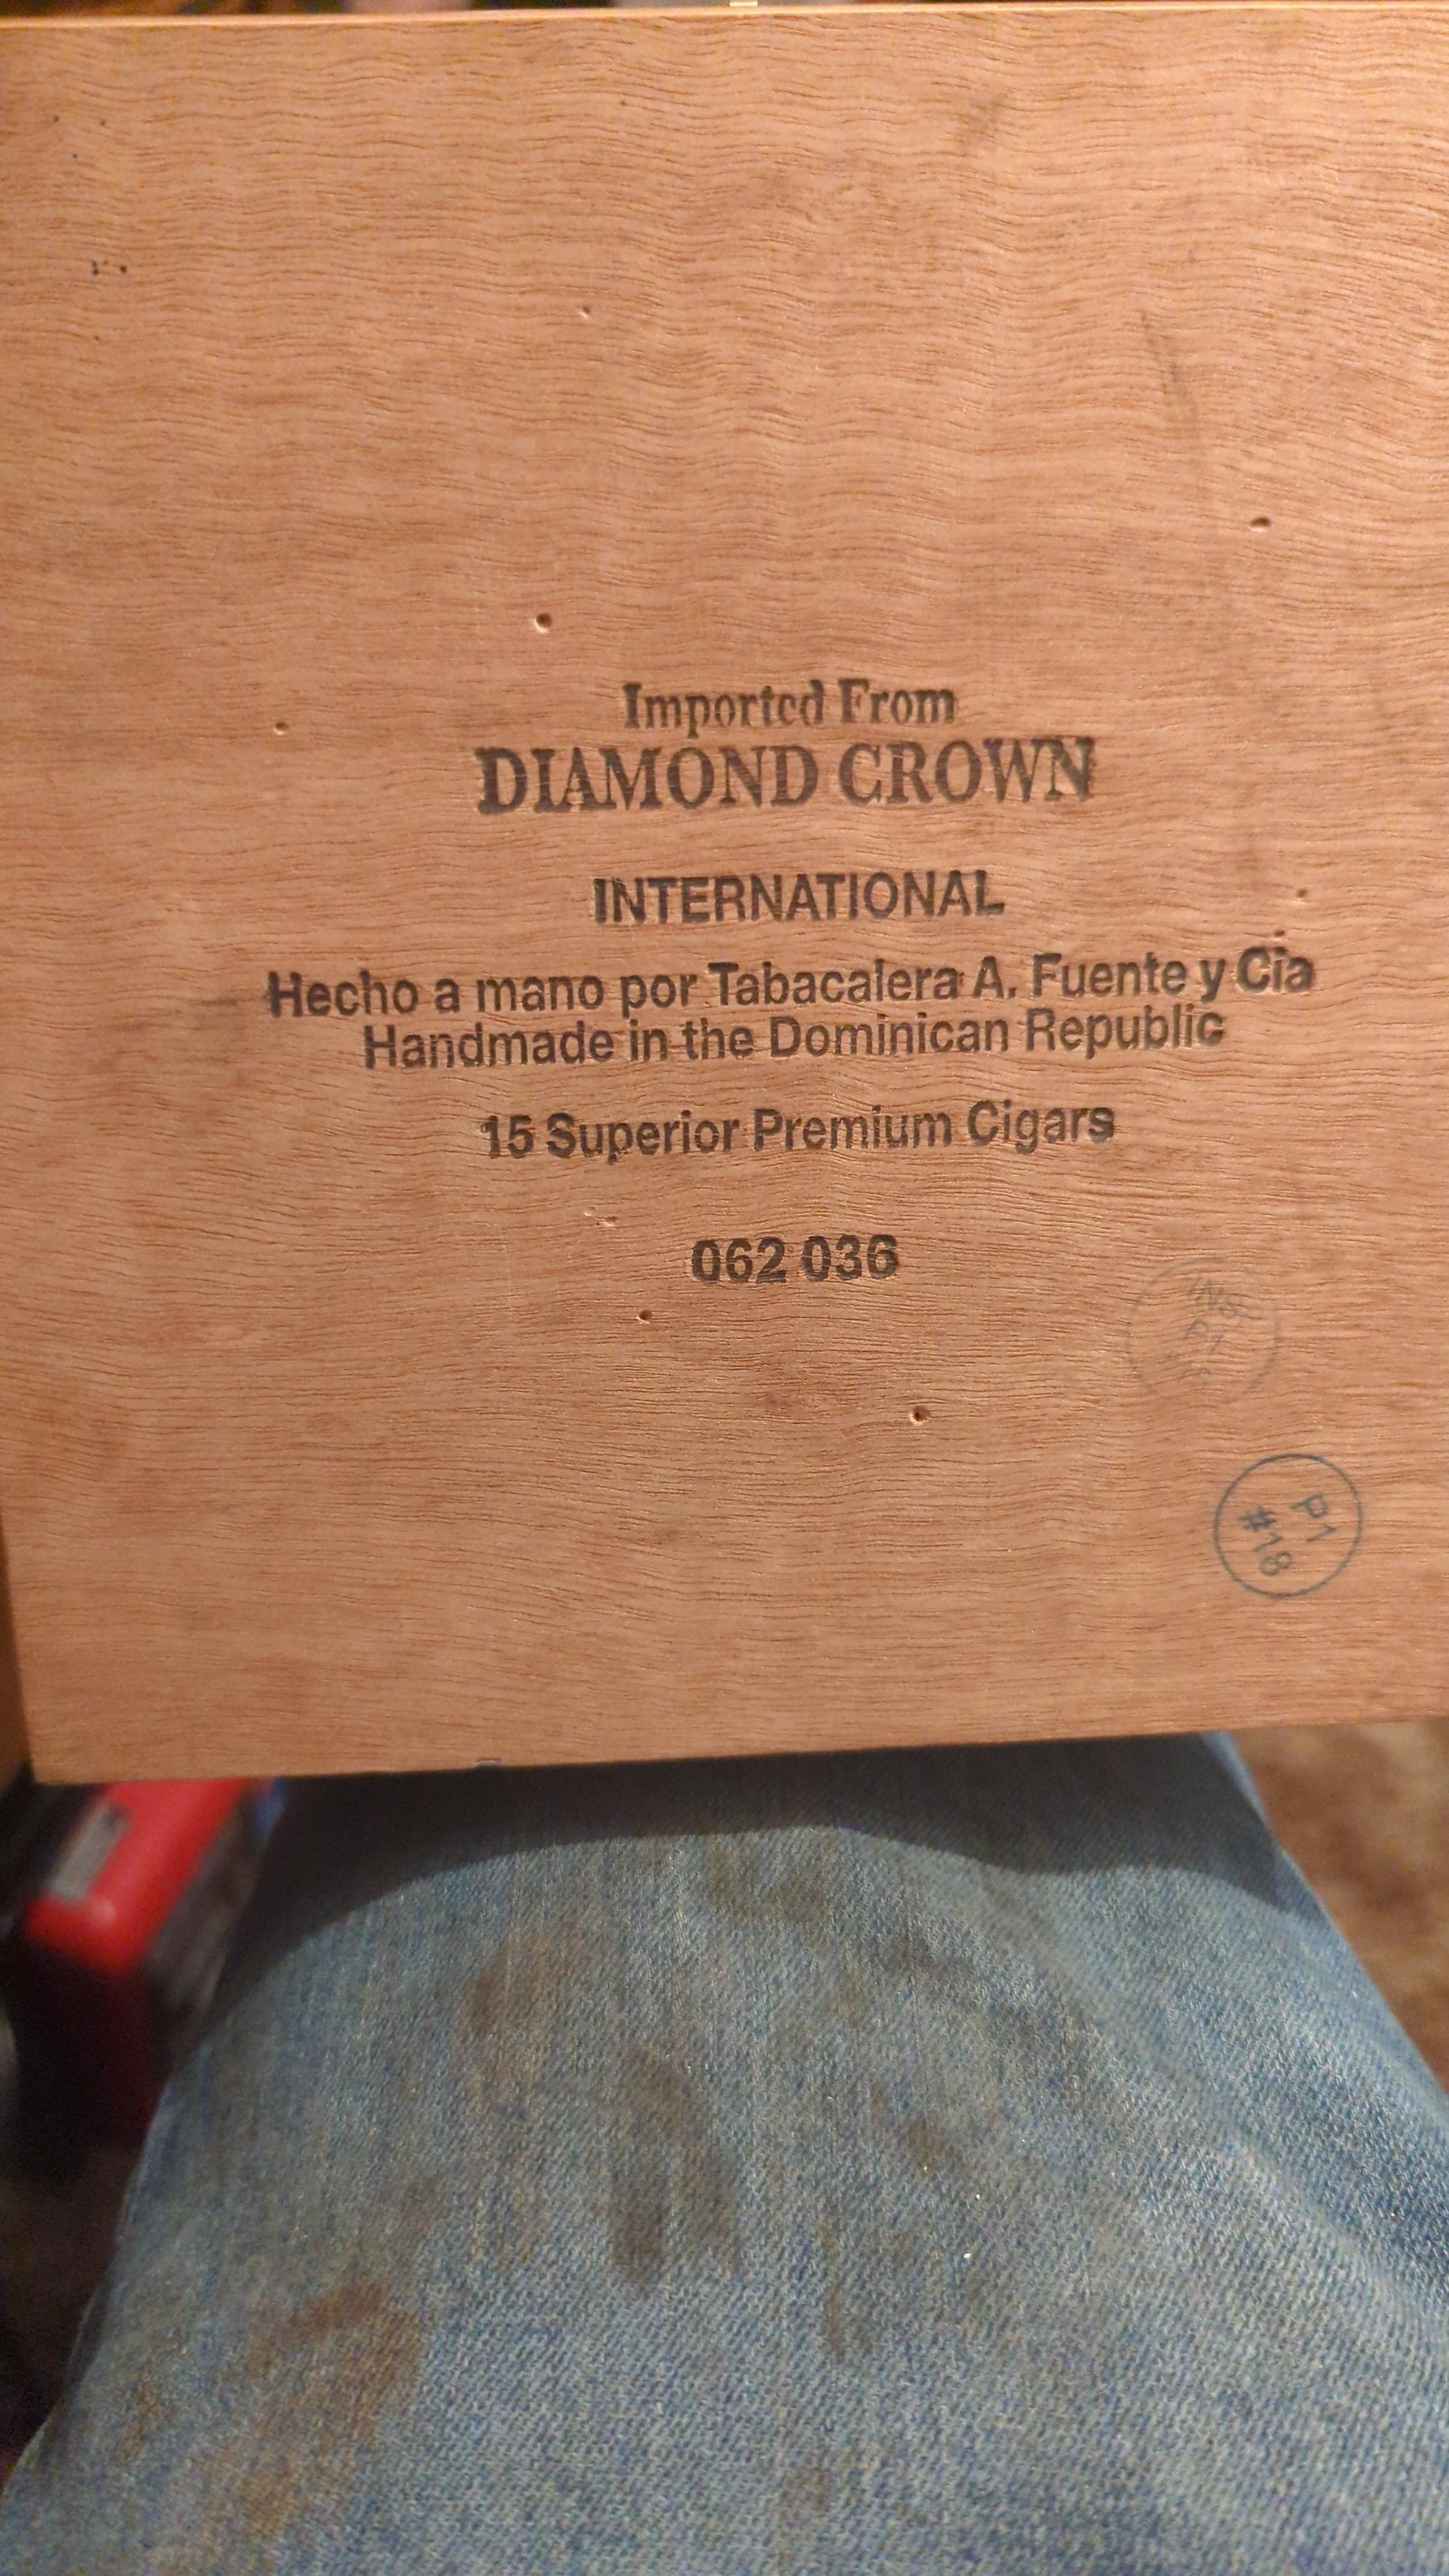 Imported From
DIAMOND CROWN
INTERNATIONAL
Hecho a mano por Tabacalera A. Fuente y Cia
Handmade in the Dominican Republic
15 Superior Premium Cigars
062 036
P1
#18